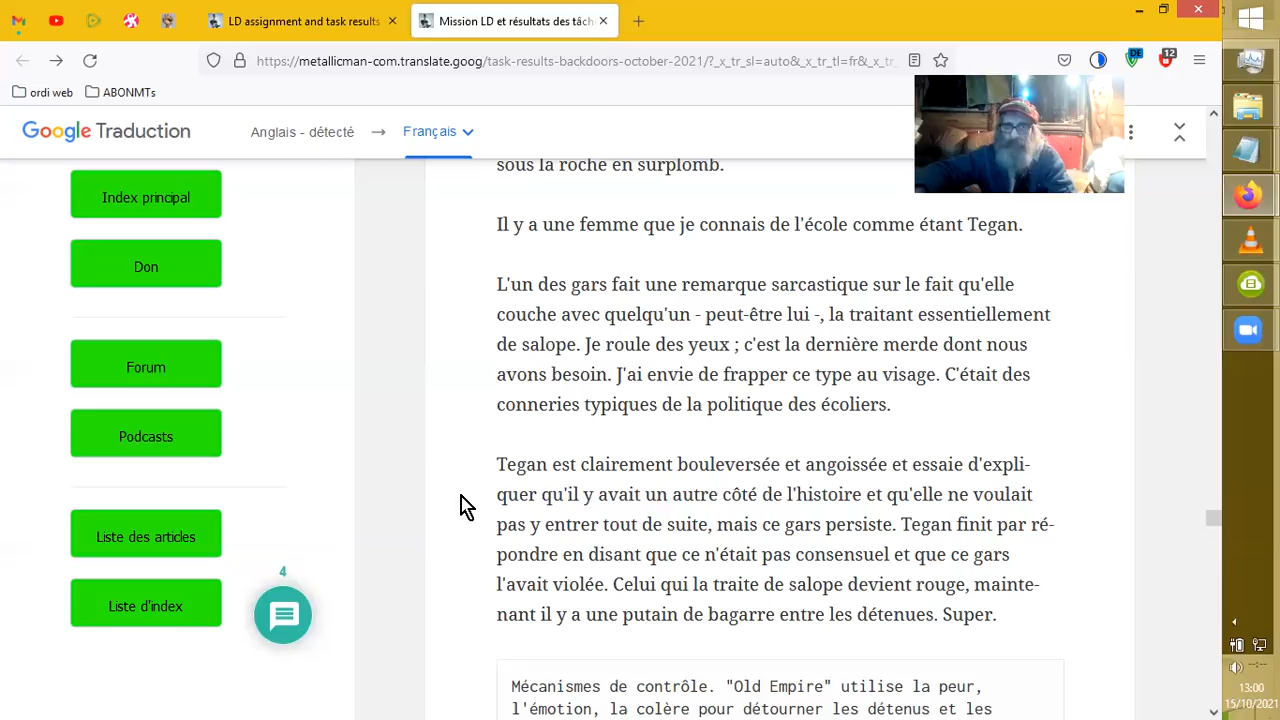 LD assignment and task results
Mission LD et résultats des tâch
https://metallicman-com.translate.goog/task-results-backdoors-october-2021/?_x_tr_sl=auto&_x_tr_tl=fr&_x_tr_
DE
12
ordi web
ABONMTs
Google Traduction
Anglais - détecté
Français
Index principal
Don
Forum
Podcasts
Liste des articles
Liste d'index
4
sous la roche en surplomb.
Il y a une femme que je connais de l'école comme étant Tegan.
L'un des gars fait une remarque sarcastique sur le fait qu'elle
couche avec quelqu'un - peut-être lui -, la traitant essentiellement
de salope. Je roule des yeux ; c'est la dernière merde dont nous
avons besoin. J'ai envie de frapper ce type au visage. C'était des
conneries typiques de la politique des écoliers.
Tegan est clairement bouleversée et angoissée et essaie d'expli-
quer qu'il y avait un autre côté de l'histoire et qu'elle ne voulait
pas y entrer tout de suite, mais ce gars persiste. Tegan finit par ré-
pondre en disant que ce n'était pas consensuel et que ce gars
l'avait violée. Celui qui la traite de salope devient rouge, mainte-
nant il y a une putain de bagarre entre les détenues. Super.
Mécanismes de contrôle. "Old Empire" utilise la peur,
l'émotion, la colère pour détourner les détenus et les
13:00
15/10/2021